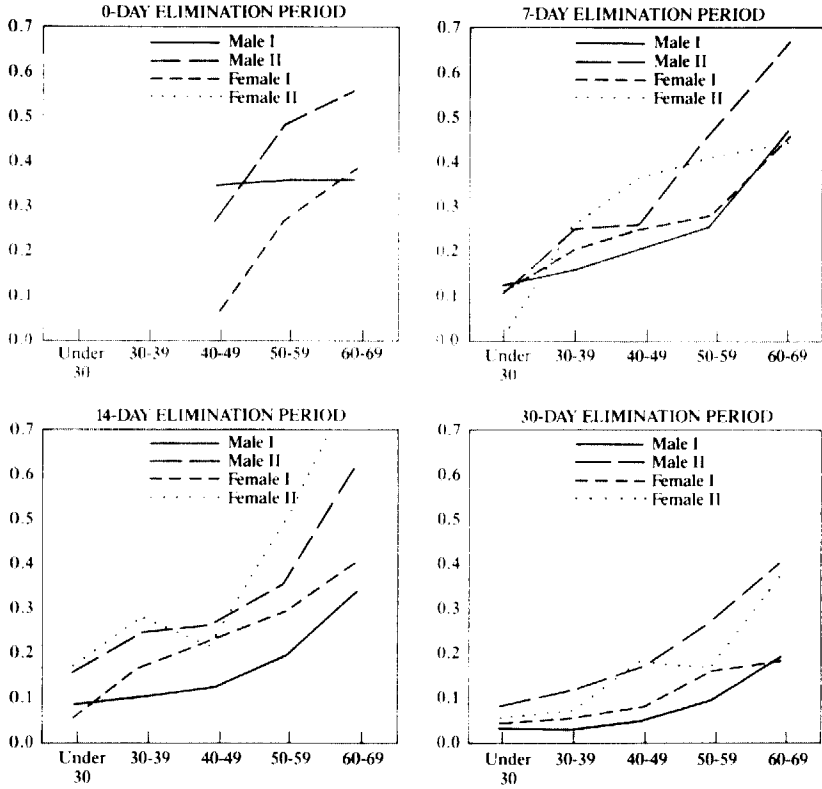 0-DAY ELIMINATION PERIOD
0.7
0.6
0.5
0.4
0.3
0.2
0.1
0.0
Male I
Male II
Female I
Female II
Under
30
30-39
40-49
50-59
60-69
7-DAY ELIMINATION PERIOD
0.7
0.6
0.5
0.4
0.3
0.2
0.1
0.0
Male I
Male II
Female I
Female II
Under
30
30-39
40-49
50-59
60-69
14-DAY ELIMINATION PERIOD
0.7
0.6
0.5
0.4
0.3
0.2
0.1
0.0
Male I
Male II
Female I
Female II
Under
30
30-39
40-49
50-59
60-69
30-DAY ELIMINATION PERIOD
0.7
0.6
0.5
0.4
0.3
0.2
0.1
0.0
Male I
Male II
Female I
Female II
Under
30
30-39
40-49
50-59
60-69